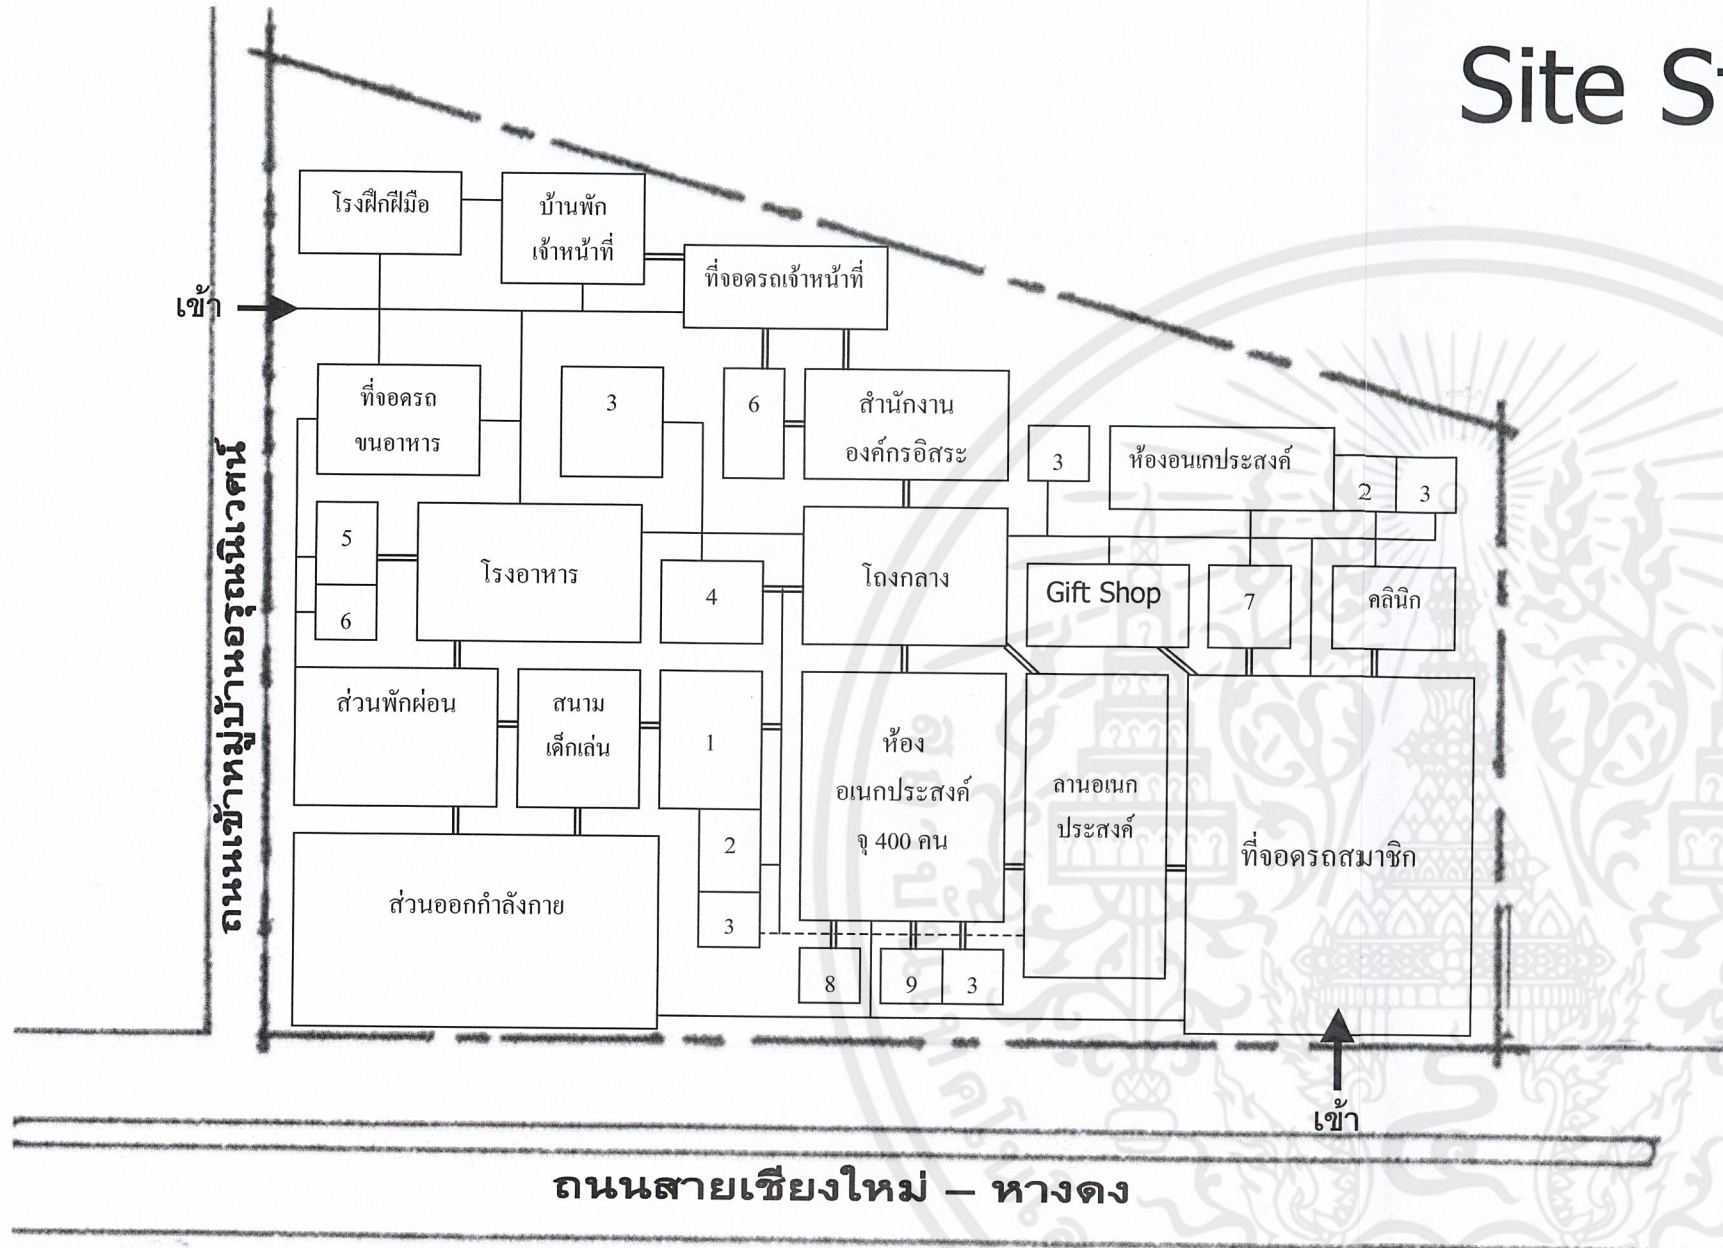 Site S
โรงฝึกฝีมือ
บ้านพัก
เจ้าหน้าที่
ที่จอดรถเจ้าหน้าที่
เข้า
ที่จอดรถ
ขนอาหาร
3
6
สำนักงาน
องค์กรอิสระ
3
ห้องอนเกประสงค์
2
3
5
6
โรงอาหาร
4
โถงกลาง
Gift Shop
7
คลินิก
ถนนเข้าหมู่บ้านอรุณนิเวศน์
ส่วนพักผ่อน
สนาม
เด็กเล่น
1
2
3
ห้อง
อเนกประสงค์
จุ 400 คน
ลานอเนก
ประสงค์
ที่จอดรถสมาชิก
ส่วนออกกำลังกาย
8
9
3
เข้า
ถนนสายเชียงใหม่ – หางดง